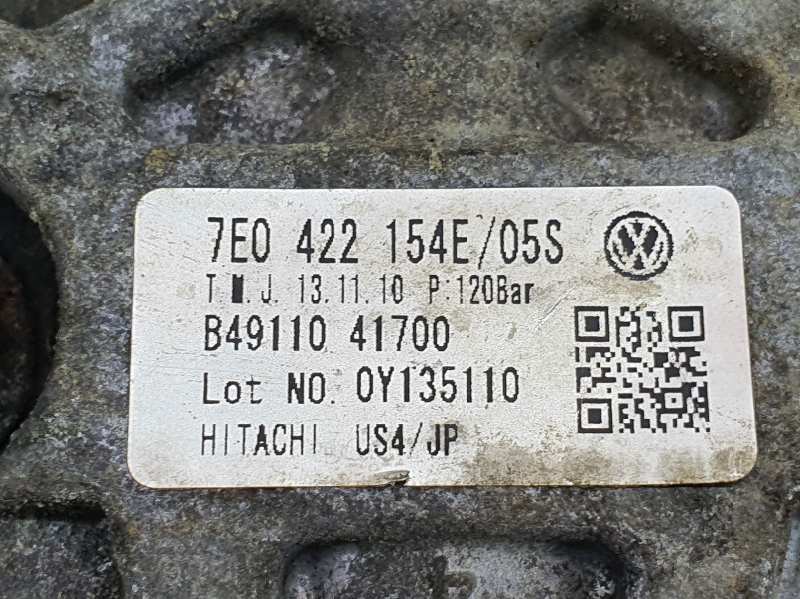 7E0 422 154E/05S
T.M.J. 13.11.10 P:120Bar
B49110 41700
Lot NO. 0Y135110
HITACHI US4/JP